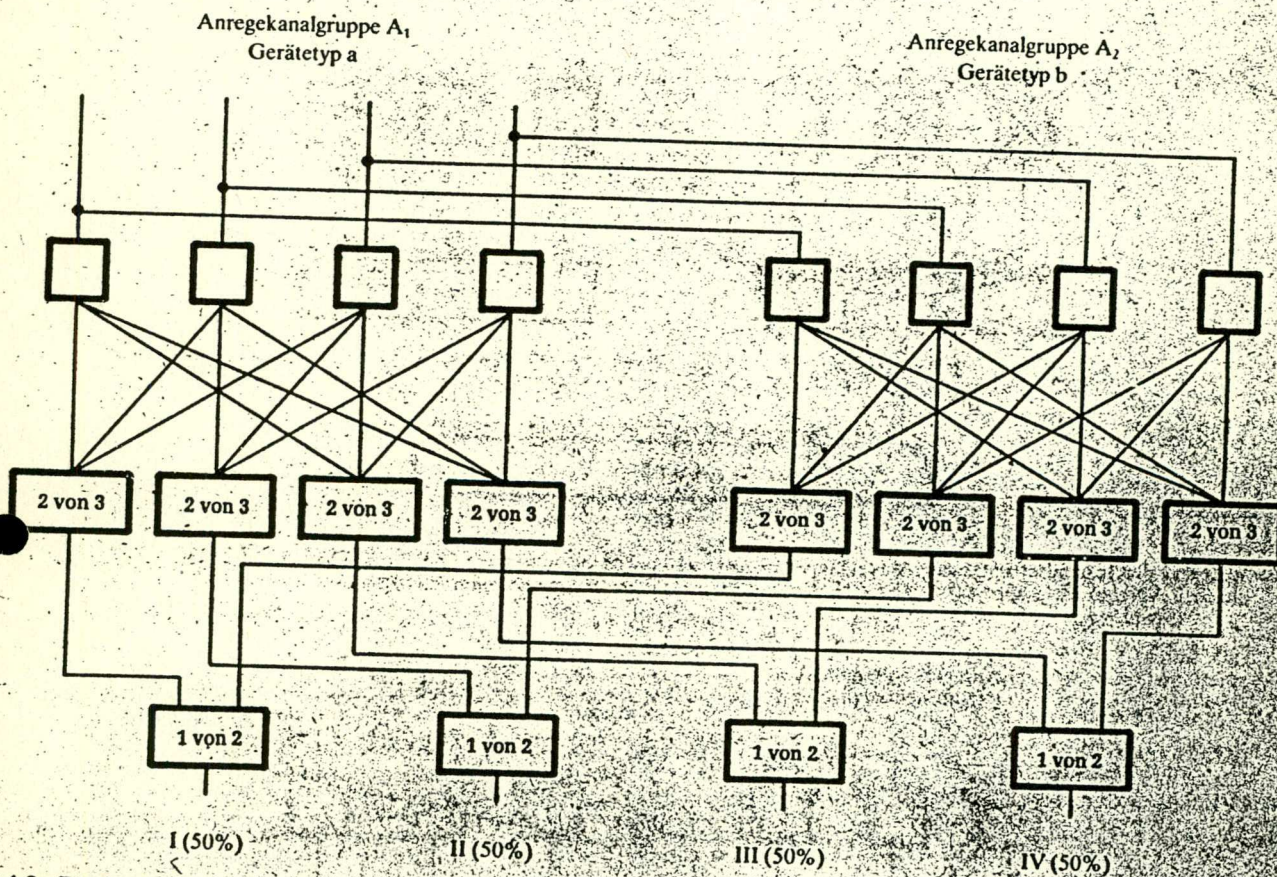 Anregekanalgruppe A₁
Gerätetyp a
Anregekanalgruppe A₂
Gerätetyp b
2 von 3
2 von 3
2 von 3
2 von 3
2 von 3
2 von 3
2 von 3
2 von 3
1 von 2
1 von 2
1 von 2
1 von 2
I (50%)
II (50%)
III (50%)
IV (50%)